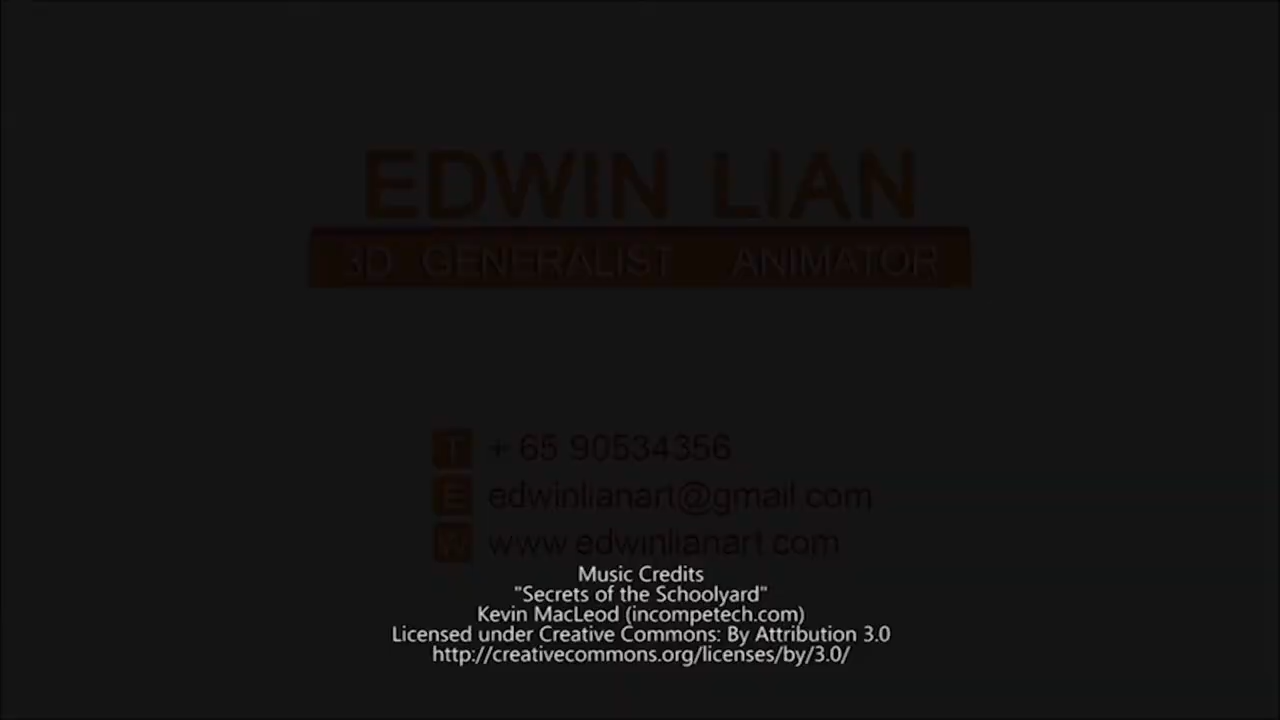 EDWIN LIAN
3D GENERALIST ANIMATOR
T + 65 90534356
E edwinlianart@gmail.com
W www.edwinlianart.com
Music Credits
"Secrets of the Schoolyard"
Kevin MacLeod (incompetech.com)
Licensed under Creative Commons: By Attribution 3.0
http://creativecommons.org/licenses/by/3.0/